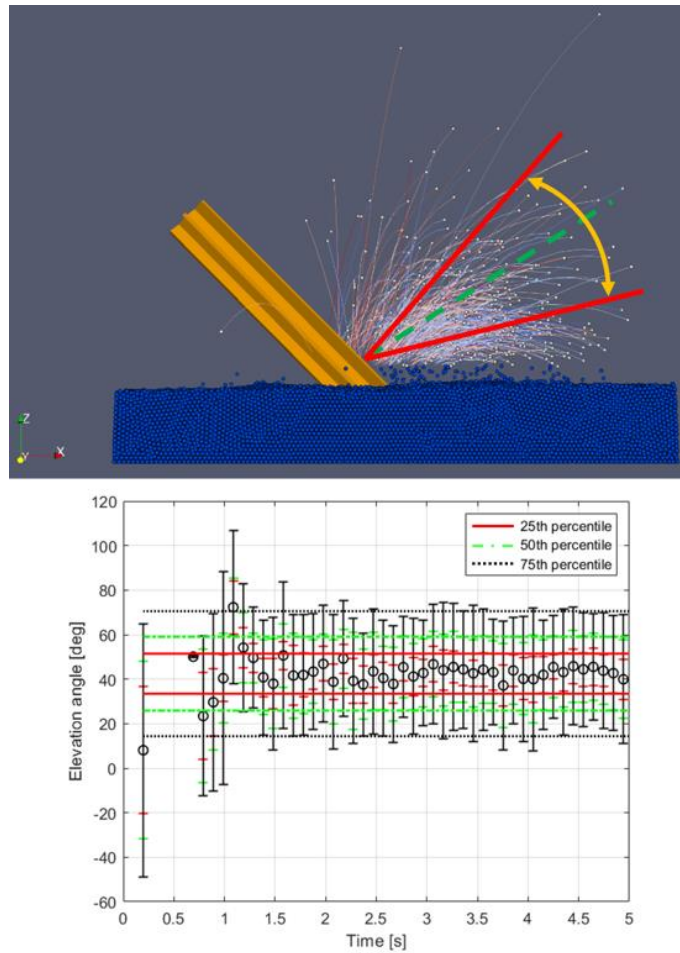 Z
Y
X
25th percentile
50th percentile
75th percentile
Elevation angle [deg]
120
100
80
60
40
20
0
-20
-40
-60
0 0.5 1 1.5 2 2.5 3 3.5 4 4.5 5
Time [s]